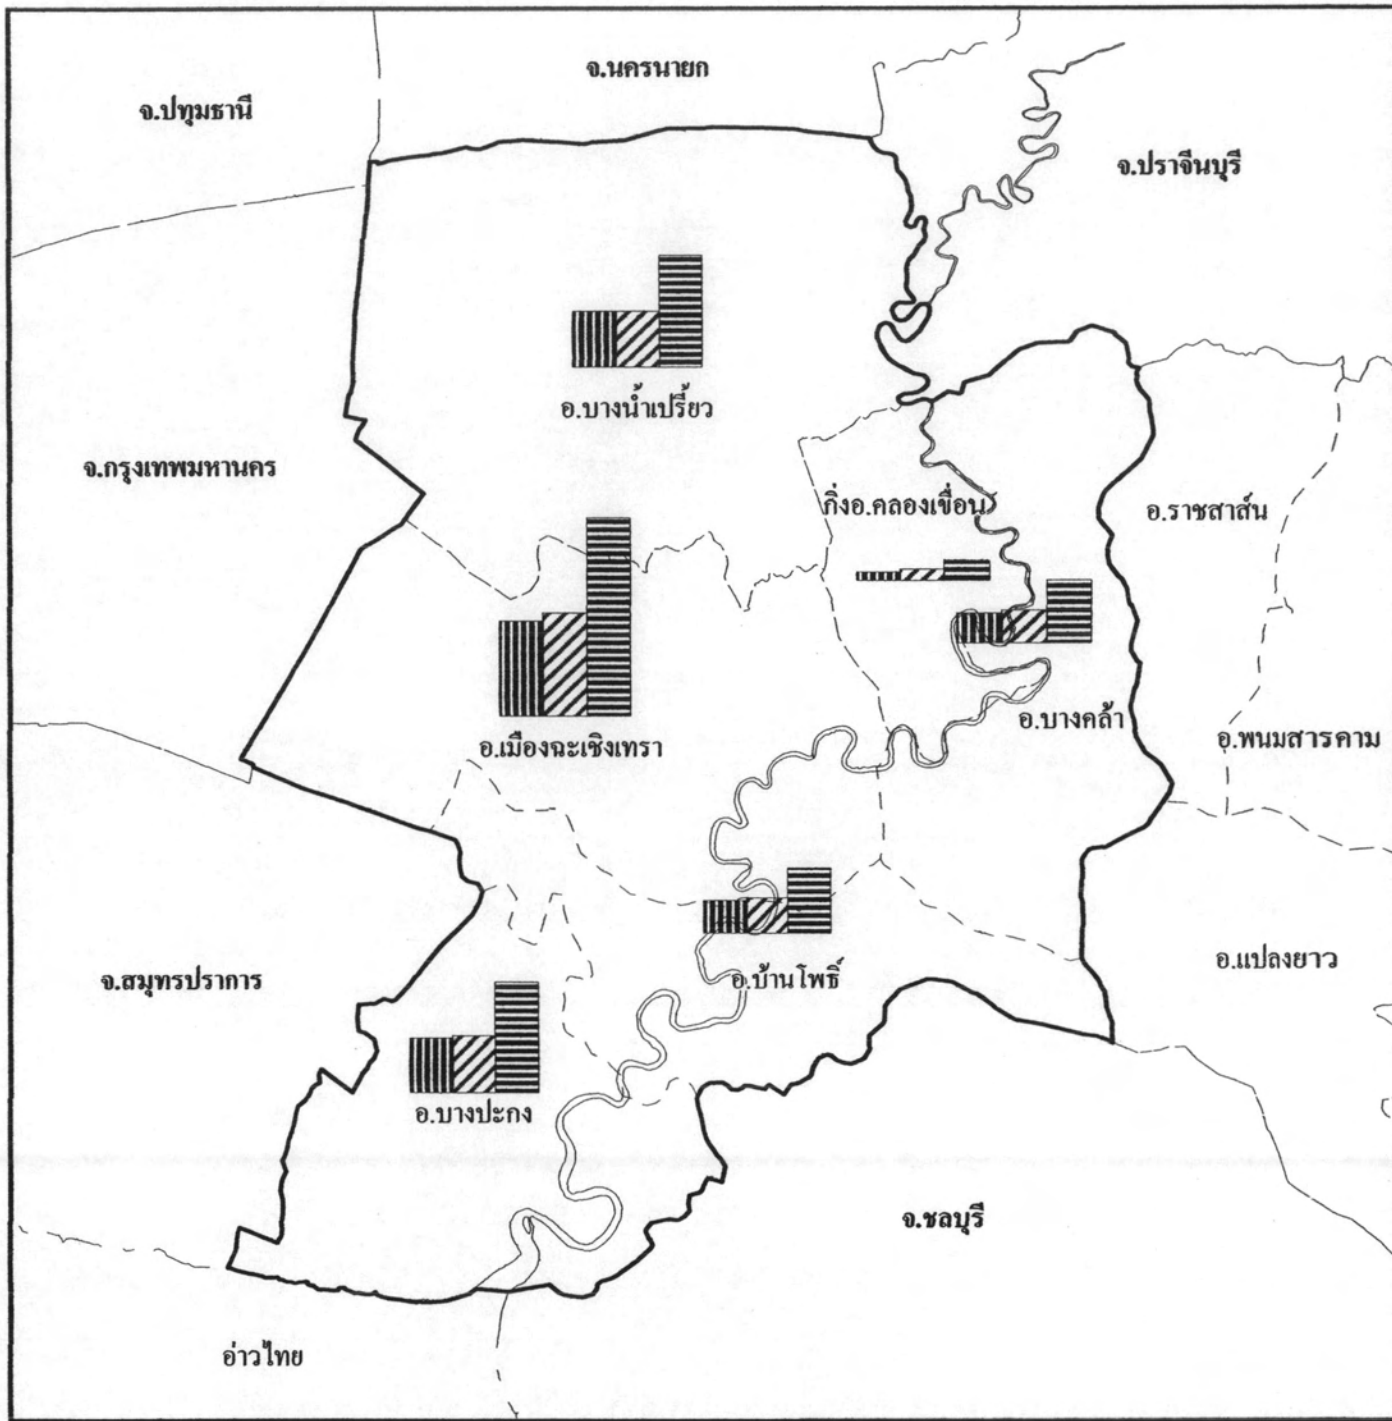 จ.นครนายก
จ.ปทุมธานี
จ.ปราจีนบุรี
อ.บางน้ำเปรี้ยว
จ.กรุงเทพมหานคร
กิ่งอ.คลองเขื่อน
อ.ราชสาส์น
อ.บางคล้า
อ.พนมสารคาม
อ.เมืองฉะเชิงเทรา
อ.แปลงยาว
จ.สมุทรปราการ
อ.บ้านโพธิ์
อ.บางปะกง
จ.ชลบุรี
อ่าวไทย